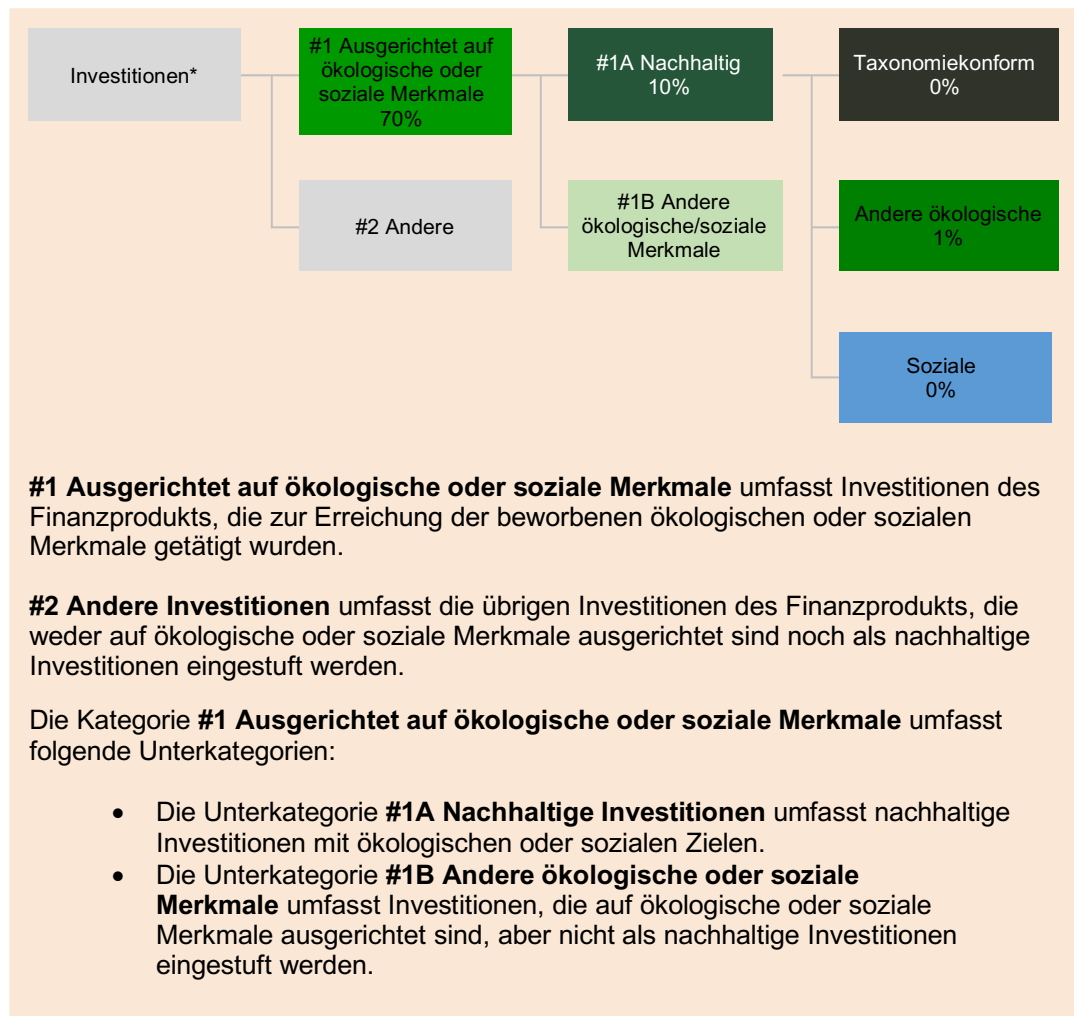 Investitionen*
#1 Ausgerichtet auf
ökologische oder
soziale Merkmale
70%
#1A Nachhaltig
10%
Taxonomiekonform
0%
#2 Andere
#1B Andere
ökologische/soziale
Merkmale
Andere ökologische
1%
Soziale
0%
#1 Ausgerichtet auf ökologische oder soziale Merkmale umfasst Investitionen des
Finanzprodukts, die zur Erreichung der beworbenen ökologischen oder sozialen
Merkmale getätigt wurden.
#2 Andere Investitionen umfasst die übrigen Investitionen des Finanzprodukts, die
weder auf ökologische oder soziale Merkmale ausgerichtet sind noch als nachhaltige
Investitionen eingestuft werden.
Die Kategorie #1 Ausgerichtet auf ökologische oder soziale Merkmale umfasst
folgende Unterkategorien:
• Die Unterkategorie #1A Nachhaltige Investitionen umfasst nachhaltige
Investitionen mit ökologischen oder sozialen Zielen.
• Die Unterkategorie #1B Andere ökologische oder soziale
Merkmale umfasst Investitionen, die auf ökologische oder soziale
Merkmale ausgerichtet sind, aber nicht als nachhaltige Investitionen
eingestuft werden.